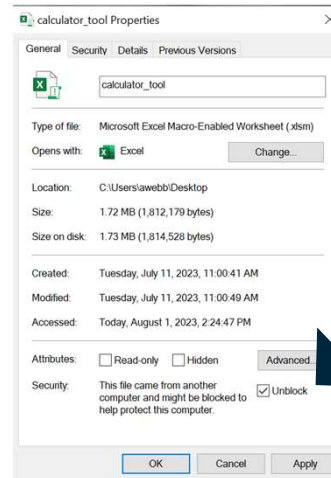 calculator_tool Properties
General Security Details Previous Versions
calculator_tool
Type of file: Microsoft Excel Macro-Enabled Worksheet (.xlsm)
Opens with: Excel Change...
Location: C:\Users\awebb\Desktop
Size: 1.72 MB (1,812,179 bytes)
Size on disk: 1.73 MB (1,814,528 bytes)
Created: Tuesday, July 11, 2023, 11:00:41 AM
Modified: Tuesday, July 11, 2023, 11:00:49 AM
Accessed: Today, August 1, 2023, 2:24:47 PM
Attributes: Read-only Hidden Advanced...
Security: This file came from another
computer and might be blocked to
help protect this computer.
Unblock
OK Cancel Apply